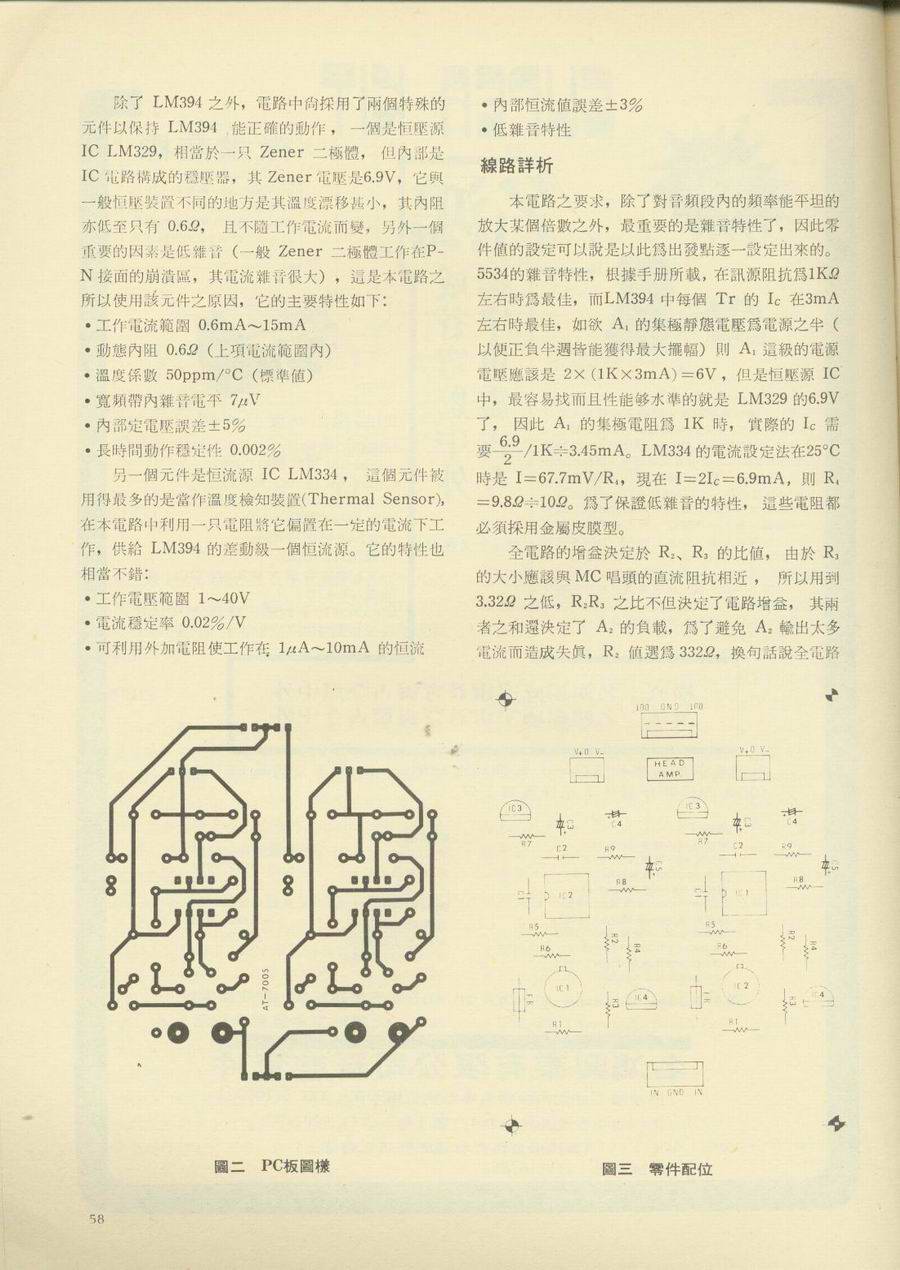 除了 LM394 之外，電路中尙採用了兩個特殊的
元件以保持 LM394 能正確的動作，一個是恒壓源
IC LM329，相當於一只 Zener 二極體，但內部是
IC 電路構成的穩壓器，其 Zener 電壓是6.9V，它與
一般恒壓裝置不同的地方是其溫度漂移甚小，其內阻
亦低至只有 0.6Ω，且不隨工作電流而變，另外一個
重要的因素是低雜音（一般 Zener 二極體工作在P-
N 接面的崩潰區，其電流雜音很大），這是本電路之
所以使用該元件之原因，它的主要特性如下：
•工作電流範圍 0.6mA～15mA
•動態內阻 0.6Ω（上項電流範圍內）
•溫度係數 50ppm/°C（標準値）
•寬頻帶內雜音電平 7μV
•內部定電壓誤差±5%
•長時間動作穩定性 0.002%
另一個元件是恒流源 IC LM334，這個元件被
用得最多的是當作溫度檢知裝置(Thermal Sensor),
在本電路中利用一只電阻將它偏置在一定的電流下工
作，供給 LM394 的差動級一個恒流源。它的特性也
相當不錯：
•工作電壓範圍 1～40V
•電流穩定率 0.02%/V
•可利用外加電阻使工作在 1μA～10mA 的恒流
•內部恒流値誤差±3%
•低雜音特性
線路詳析
本電路之要求，除了對音頻段內的頻率能平坦的
放大某個倍數之外，最重要的是雜音特性了，因此零
件値的設定可以說是以此爲出發點逐一設定出來的。
5534的雜音特性，根據手册所載，在訊源阻抗爲1KΩ
左右時爲最佳，而LM394 中每個 Tr 的 Ic 在3mA
左右時最佳，如欲 A₁ 的集極靜態電壓爲電源之半（
以便正負半週皆能獲得最大擺幅）則 A₁ 這級的電源
電壓應該是 2×(1K×3mA)=6V，但是恒壓源 IC
中，最容易找而且性能够水準的就是 LM329 的6.9V
了，因此 A₁ 的集極電阻爲 1K 時，實際的 Ic 需
要6.9/2/1K≑3.45mA。LM334 的電流設定法在25°C
時是 I=67.7mV/R₄，現在 I=2Ic=6.9mA，則 R₄
=9.8Ω≑10Ω。爲了保證低雜音的特性，這些電阻都
必須採用金屬皮膜型。
全電路的增益決定於 R₂、R₃ 的比値，由於 R₃
的大小應該與 MC 唱頭的直流阻抗相近，所以用到
3.32Ω 之低，R₂R₃ 之比不但決定了電路增益，其兩
者之和還決定了 A₂ 的負載，爲了避免 A₂ 輸出太多
電流而造成失眞，R₂ 値選爲 332Ω，換句話說全電路
AT-700S
圖二 PC板圖樣
100 GND 100
V+0 V-
HEAD
AMP.
V+0 V-
IC3
C3
C4
IC3
C4
R7
C2
R9
R7
C2
R9
C5
C5
R8
R8
IC2
IC1
R5
R2
R4
R5
R2
R4
R6
R6
IC1
R3
IC4
IC2
R3
IC4
R1
R1
IN GND IN
圖三 零件配位
58